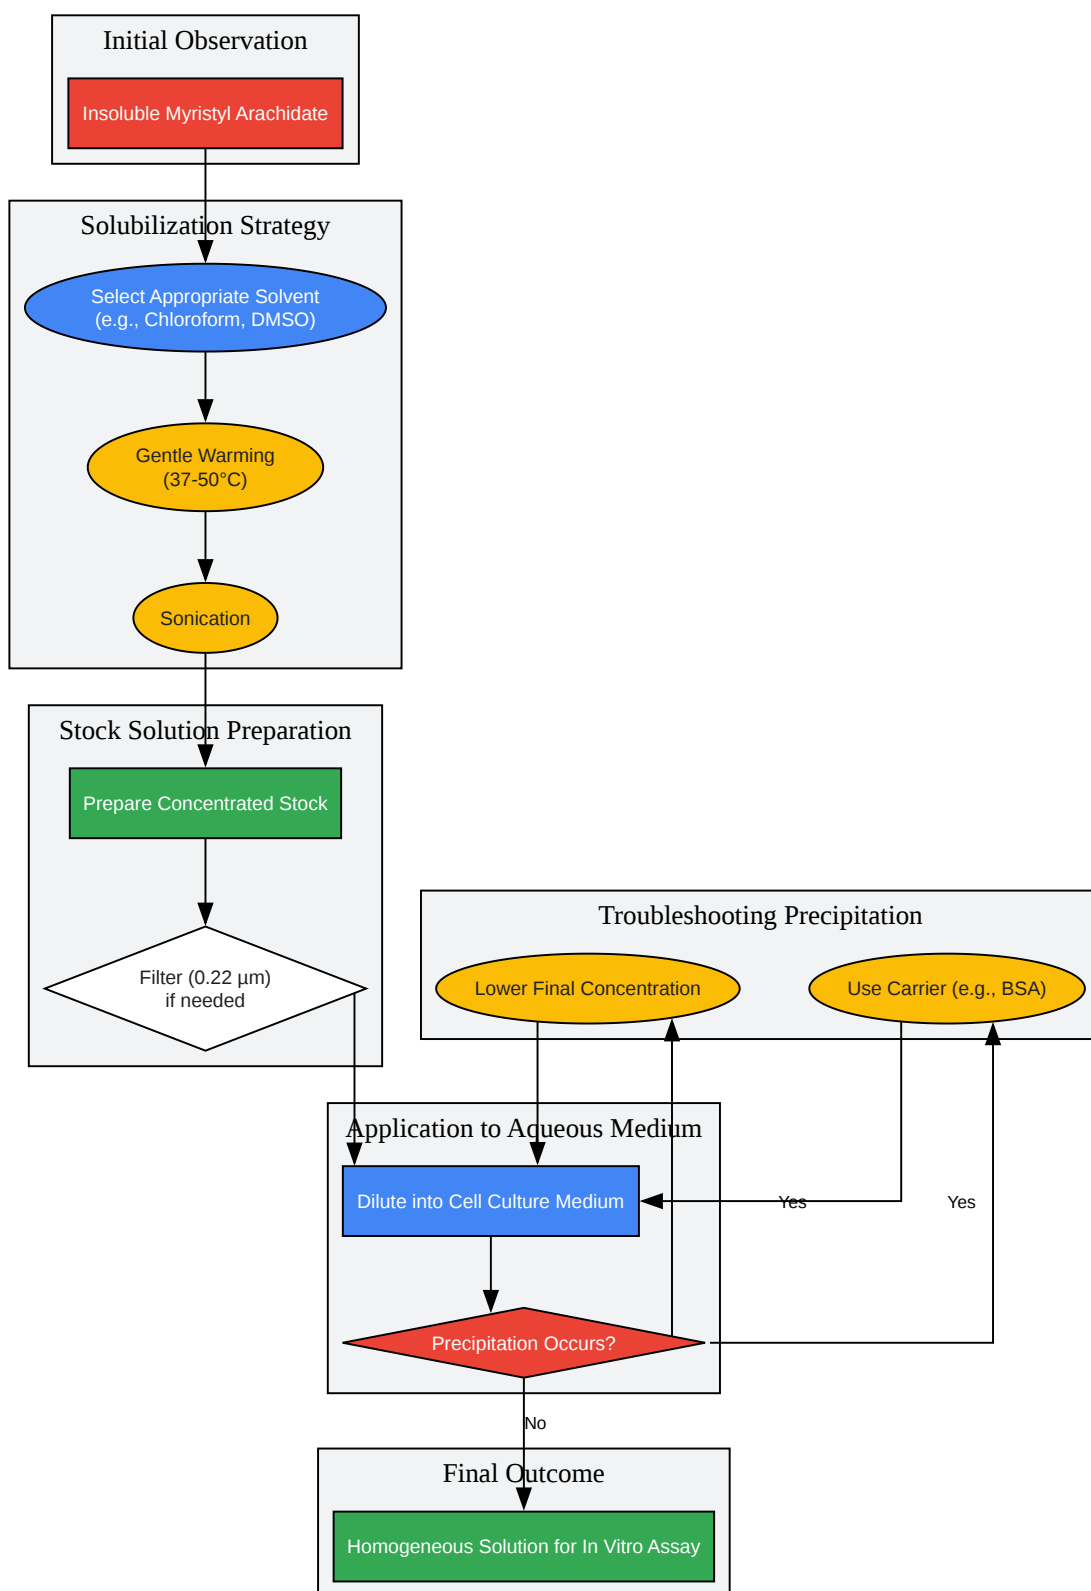 Initial Observation
Insoluble Myristyl Arachidate
Solubilization Strategy
Select Appropriate Solvent
(e.g., Chloroform, DMSO)
Gentle Warming
(37-50°C)
Sonication
Stock Solution Preparation
Prepare Concentrated Stock
Filter (0.22 µm)
if needed
Troubleshooting Precipitation
Lower Final Concentration
Use Carrier (e.g., BSA)
Application to Aqueous Medium
Dilute into Cell Culture Medium
Yes
Yes
Precipitation Occurs?
No
Final Outcome
Homogeneous Solution for In Vitro Assay